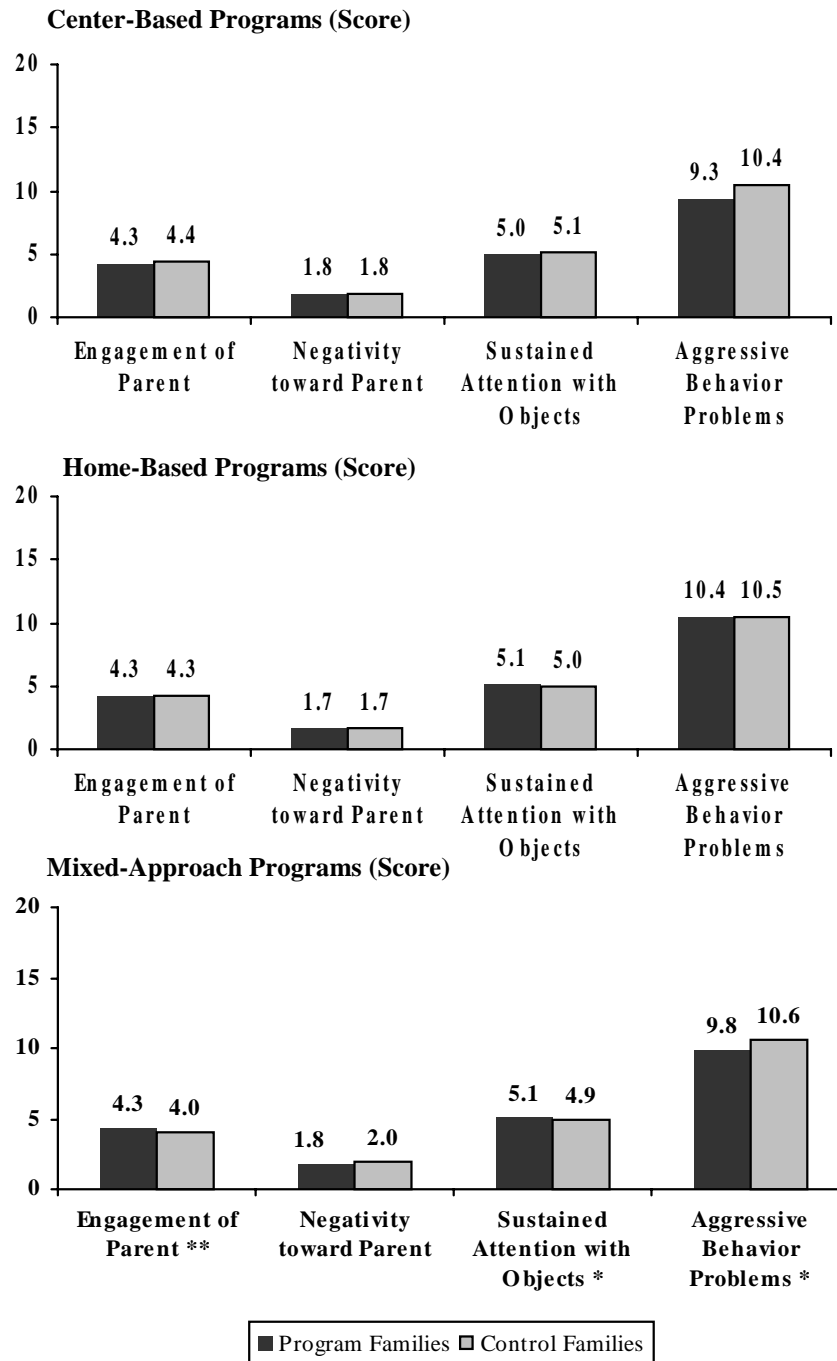 Center-Based Programs (Score)
20
15
10
5
0
4.3 4.4
1.8 1.8
5.0 5.1
9.3 10.4
Engagement of
Parent
Negativity
toward Parent
Sustained
Attention with
Objects
Aggressive
Behavior
Problems
Home-Based Programs (Score)
20
15
10
5
0
4.3 4.3
1.7 1.7
5.1 5.0
10.4 10.5
Engagement of
Parent
Negativity
toward Parent
Sustained
Attention with
Objects
Aggressive
Behavior
Problems
Mixed-Approach Programs (Score)
20
15
10
5
0
4.3 4.0
1.8 2.0
5.1 4.9
9.8 10.6
Engagement of
Parent **
Negativity
toward Parent
Sustained
Attention with
Objects *
Aggressive
Behavior
Problems *
Program Families Control Families